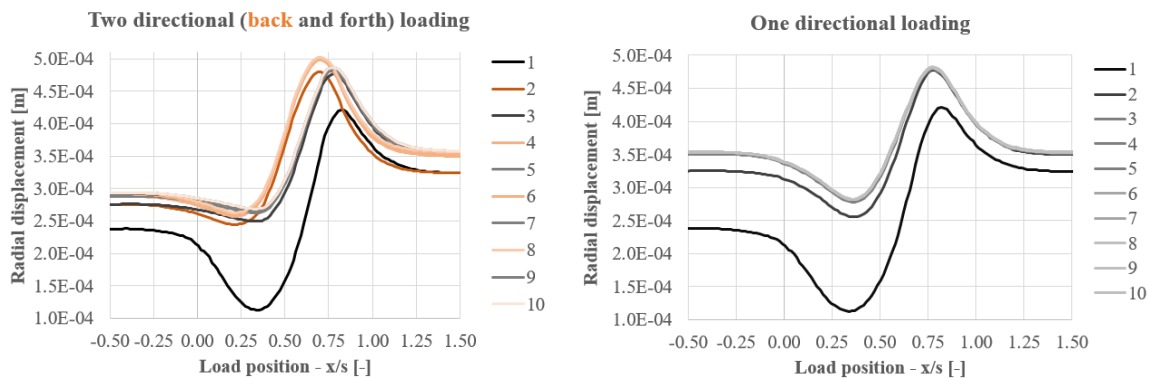 Two directional (back and forth) loading
Radial displacement [m]
5.0E-04
4.5E-04
4.0E-04
3.5E-04
3.0E-04
2.5E-04
2.0E-04
1.5E-04
1.0E-04
-0.50 -0.25 0.00 0.25 0.50 0.75 1.00 1.25 1.50
Load position - x/s [-]
1
2
3
4
5
6
7
8
9
10
One directional loading
Radial displacement [m]
5.0E-04
4.5E-04
4.0E-04
3.5E-04
3.0E-04
2.5E-04
2.0E-04
1.5E-04
1.0E-04
-0.50 -0.25 0.00 0.25 0.50 0.75 1.00 1.25 1.50
Load position - x/s [-]
1
2
3
4
5
6
7
8
9
10